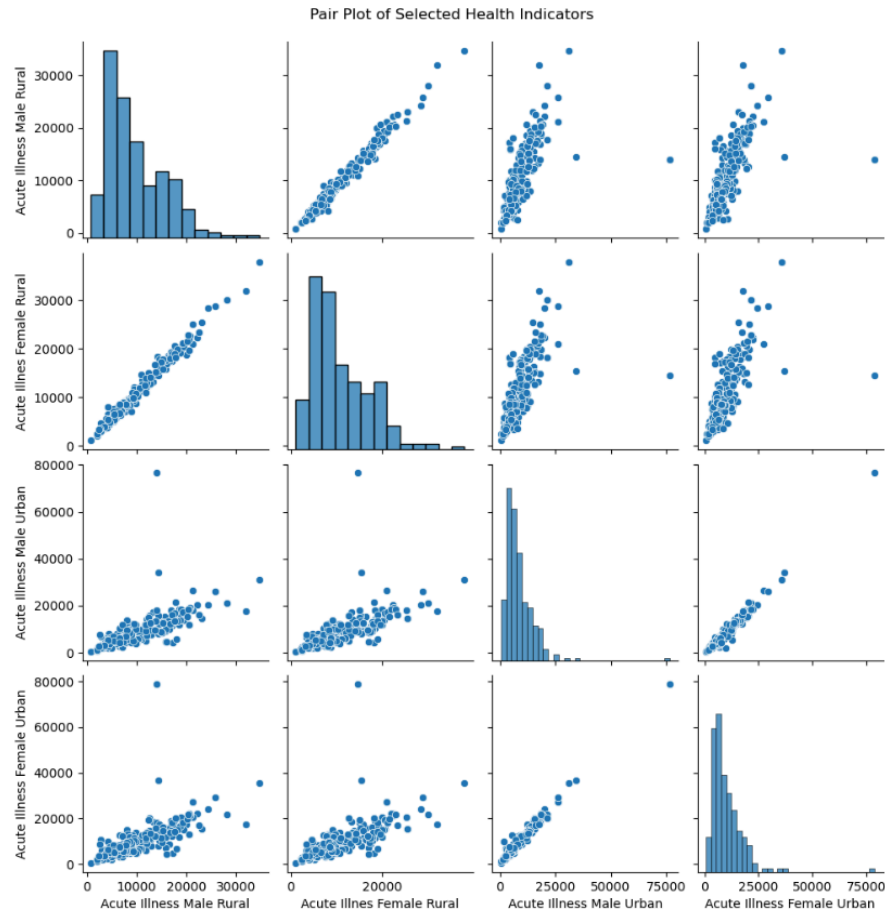 Pair Plot of Selected Health Indicators
Acute Illness Male Rural
30000
20000
10000
0
Acute Illnes Female Rural
30000
20000
10000
0
Acute Illness Male Urban
80000
60000
40000
20000
0
Acute Illness Female Urban
80000
60000
40000
20000
0
0 10000 20000 30000
Acute Illness Male Rural
0 20000
Acute Illnes Female Rural
0 25000 50000 75000
Acute Illness Male Urban
0 25000 50000 75000
Acute Illness Female Urban